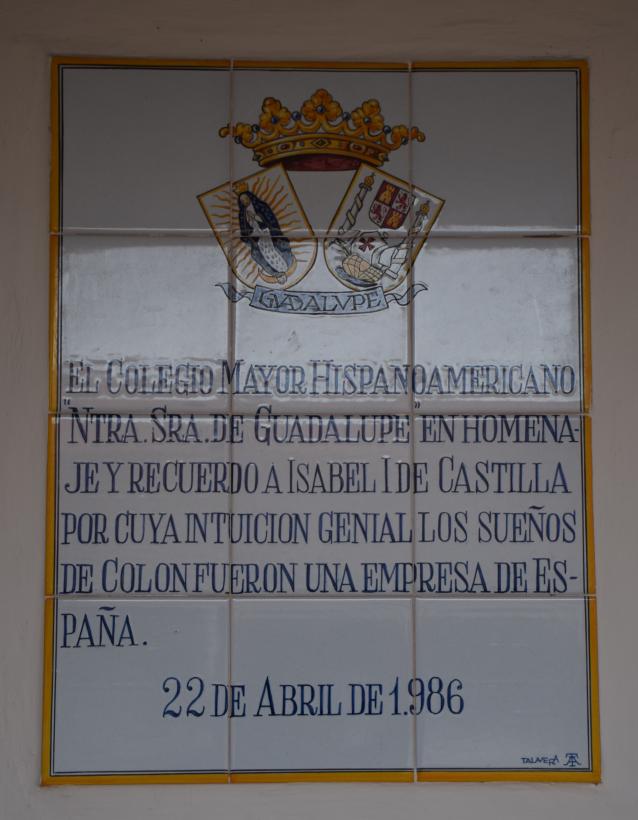 GUADALUPE
EL COLEGIO MAYOR HISPANOAMERICANO
"NTRA. SRA. DE GUADALUPE" EN HOMENA-
JE Y RECUERDO A ISABEL I DE CASTILLA
POR CUYA INTUICION GENIAL LOS SUEÑOS
DE COLON FUERON UNA EMPRESA DE ES-
PAÑA.
22 DE ABRIL DE 1.986
TALAVERA